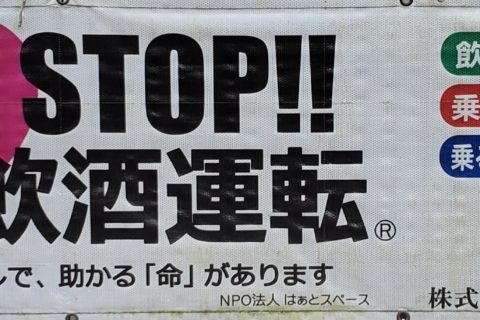 STOP!!
飲酒運転®
で、助かる「命」があります
NPO法人 はぁとスペース
飲
乗
乗
株式